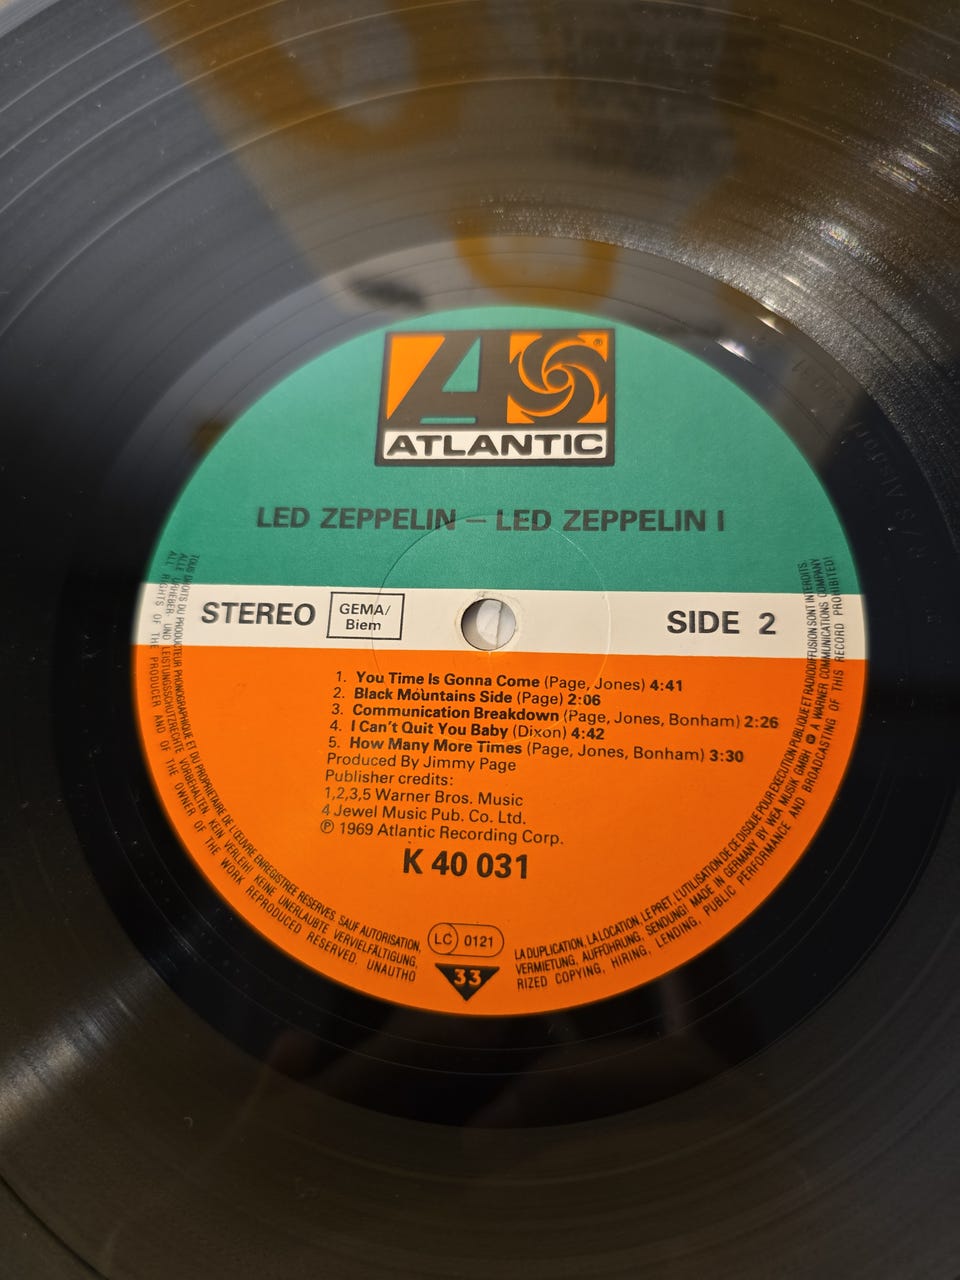 ATLANTIC
®
LED ZEPPELIN – LED ZEPPELIN I
STEREO GEMA/ Biem SIDE 2
1. You Time Is Gonna Come (Page, Jones) 4:41
2. Black Mountains Side (Page) 2:06
3. Communication Breakdown (Page, Jones, Bonham) 2:26
4. I Can't Quit You Baby (Dixon) 4:42
5. How Many More Times (Page, Jones, Bonham) 3:30
Produced By Jimmy Page
Publisher credits:
1,2,3,5 Warner Bros. Music
4 Jewel Music Pub. Co. Ltd.
℗ 1969 Atlantic Recording Corp.
K 40 031
LC 0121
33
TOUS DROITS DU PRODUCTEUR PHONOGRAPHIQUE ET DU PROPRIETAIRE DE L'ŒUVRE ENREGISTREE RESERVES. SAUF AUTORISATION, LA DUPLICATION, LA LOCATION, LE PRET, L'UTILISATION DE CE DISQUE POUR EXECUTION PUBLIQUE ET RADIODIFFUSION SONT INTERDITS.
ALLE URHEBER- UND LEISTUNGSSCHUTZRECHTE VORBEHALTEN. KEIN VERLEIH! KEINE UNERLAUBTE VERVIELFÄLTIGUNG, VERMIETUNG, AUFFÜHRUNG, SENDUNG! MADE IN GERMANY BY WEA MUSIK GMBH A WARNER COMMUNICATIONS COMPANY
ALL RIGHTS OF THE PRODUCER AND OF THE OWNER OF THE WORK REPRODUCED RESERVED. UNAUTHO RIZED COPYING, HIRING, LENDING, PUBLIC PERFORMANCE AND BROADCASTING OF THIS RECORD PROHIBITED!